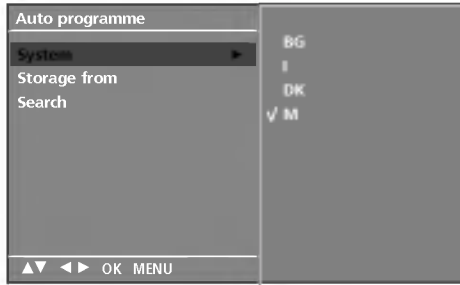 Auto programme
System ►
Storage from
Search
BG
I
DK
√ M
▲▼ ◄► OK MENU